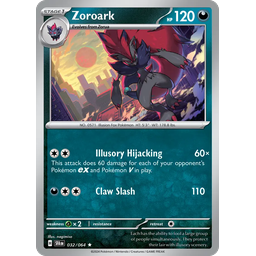 STAGE 1
Zoroark
HP 120
Evolves from Zorua
NO. 0571 Illusion Fox Pokémon HT: 5'3" WT: 178.8 lbs.
Illusory Hijacking 60×
This attack does 60 damage for each of your opponent's
Pokémon ex and Pokémon V in play.
Claw Slash 110
weakness ×2 resistance retreat
032/064 ★
Each has the ability to fool a large group of
people simultaneously. They protect their